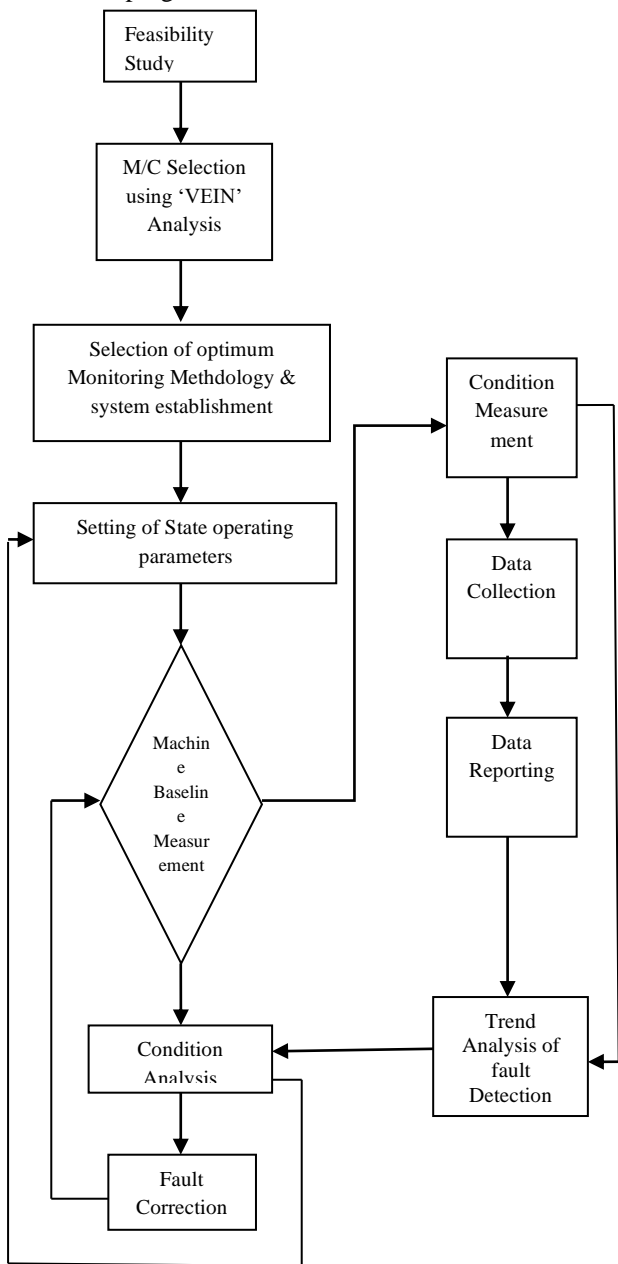 Feasibility
Study
M/C Selection
using ‘VEIN’
Analysis
Selection of optimum
Monitoring Methdology &
system establishment
Setting of State operating
parameters
Machin
e
Baselin
e
Measur
ement
Condition
Analysis
Fault
Correction
Condition
Measure
ment
Data
Collection
Data
Reporting
Trend
Analysis of
fault
Detection